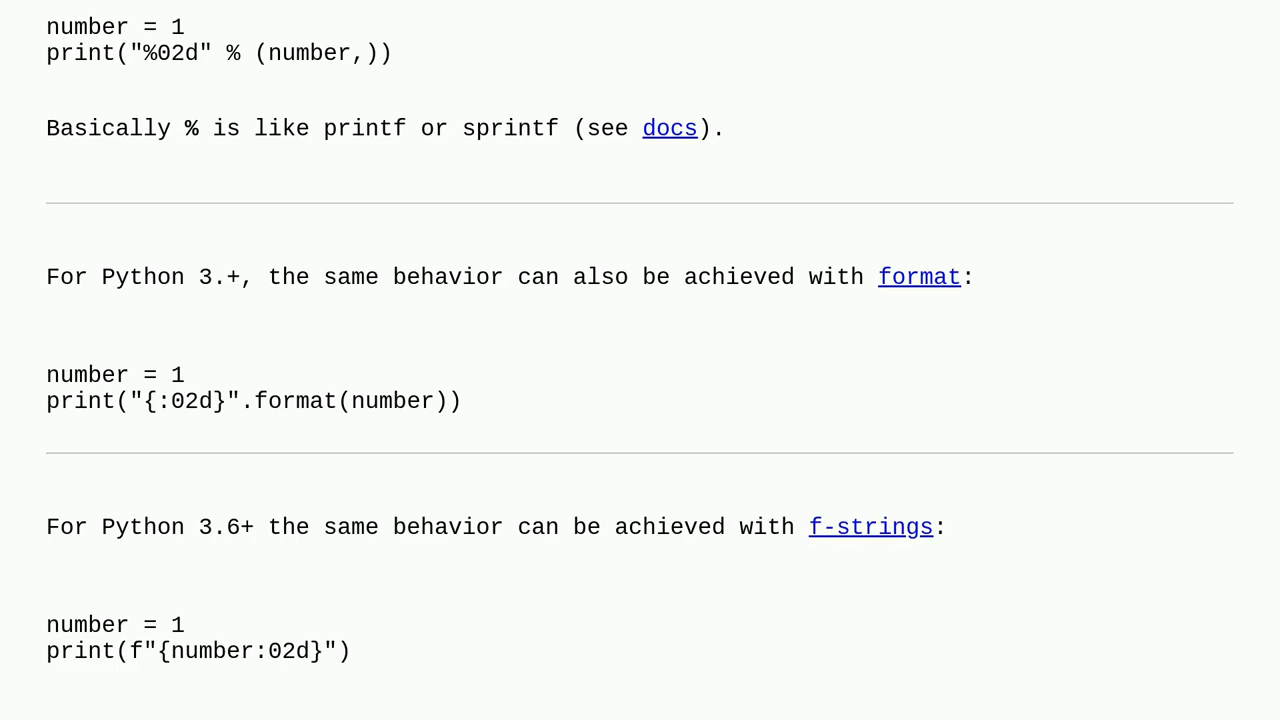 number = 1
print("%02d" % (number,))
Basically % is like printf or sprintf (see docs).
For Python 3.+, the same behavior can also be achieved with format:
number = 1
print("{:02d}".format(number))
For Python 3.6+ the same behavior can be achieved with f-strings:
number = 1
print(f"{number:02d}")